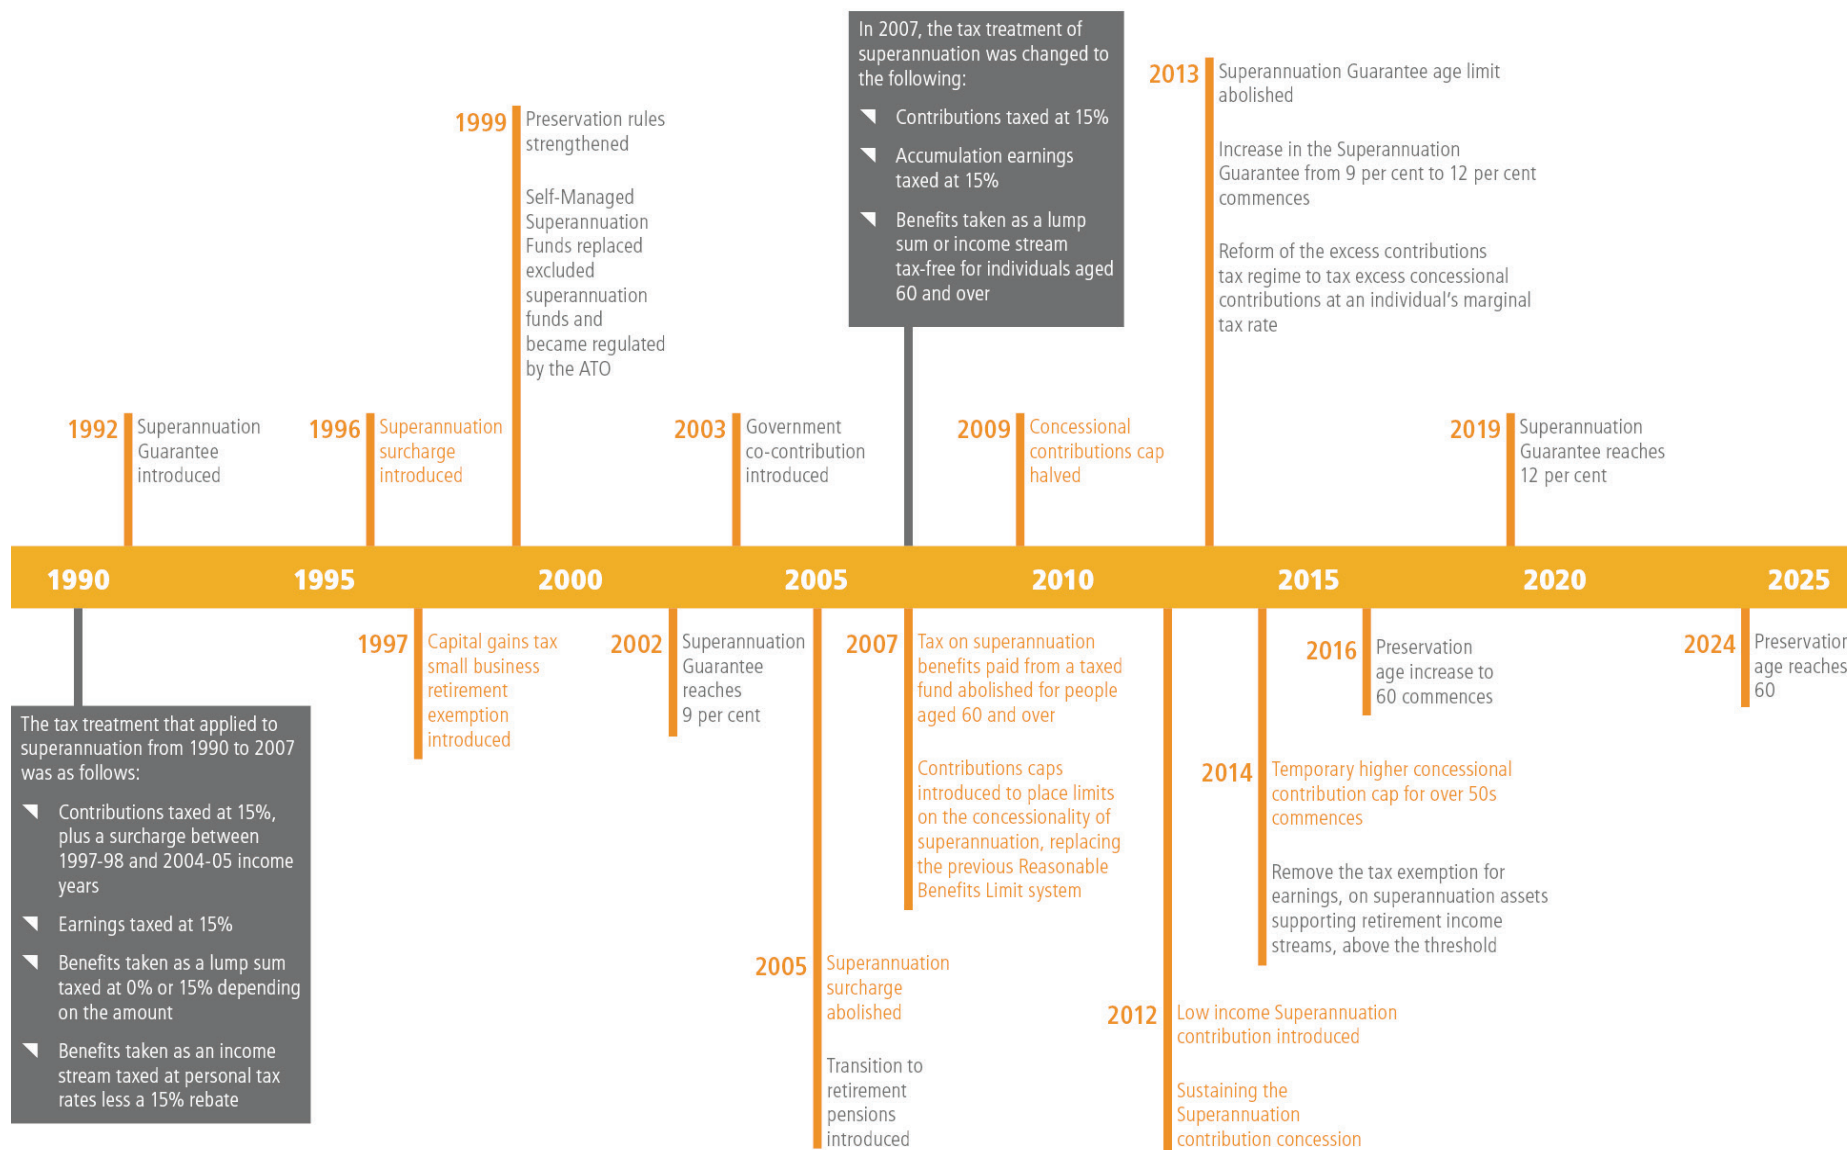 In 2007, the tax treatment of
superannuation was changed to
the following:
Contributions taxed at 15%
Accumulation earnings
taxed at 15%
Benefits taken as a lump
sum or income stream
tax-free for individuals aged
60 and over
2013
Superannuation Guarantee age limit
abolished
Increase in the Superannuation
Guarantee from 9 per cent to 12 per cent
commences
Reform of the excess contributions
tax regime to tax excess concessional
contributions at an individual's marginal
tax rate
1999
Preservation rules
strengthened
Self-Managed
Superannuation
Funds replaced
excluded
superannuation
funds and
became regulated
by the ATO
1992
Superannuation
Guarantee
introduced
1996
Superannuation
surcharge
introduced
2003
Government
co-contribution
introduced
2009
Concessional
contributions cap
halved
2019
Superannuation
Guarantee reaches
12 per cent
1990 1995 2000 2005 2010 2015 2020 2025
1997
Capital gains tax
small business
retirement
exemption
introduced
2002
Superannuation
Guarantee
reaches
9 per cent
2007
Tax on superannuation
benefits paid from a taxed
fund abolished for people
aged 60 and over
Contributions caps
introduced to place limits
on the concessionality of
superannuation, replacing
the previous Reasonable
Benefits Limit system
2016
Preservation
age increase to
60 commences
2024
Preservation
age reaches
60
The tax treatment that applied to
superannuation from 1990 to 2007
was as follows:
Contributions taxed at 15%,
plus a surcharge between
1997-98 and 2004-05 income
years
Earnings taxed at 15%
Benefits taken as a lump sum
taxed at 0% or 15% depending
on the amount
Benefits taken as an income
stream taxed at personal tax
rates less a 15% rebate
2014
Temporary higher concessional
contribution cap for over 50s
commences
Remove the tax exemption for
earnings, on superannuation assets
supporting retirement income
streams, above the threshold
2005
Superannuation
surcharge
abolished
Transition to
retirement
pensions
introduced
2012
Low income Superannuation
contribution introduced
Sustaining the
Superannuation
contribution concession